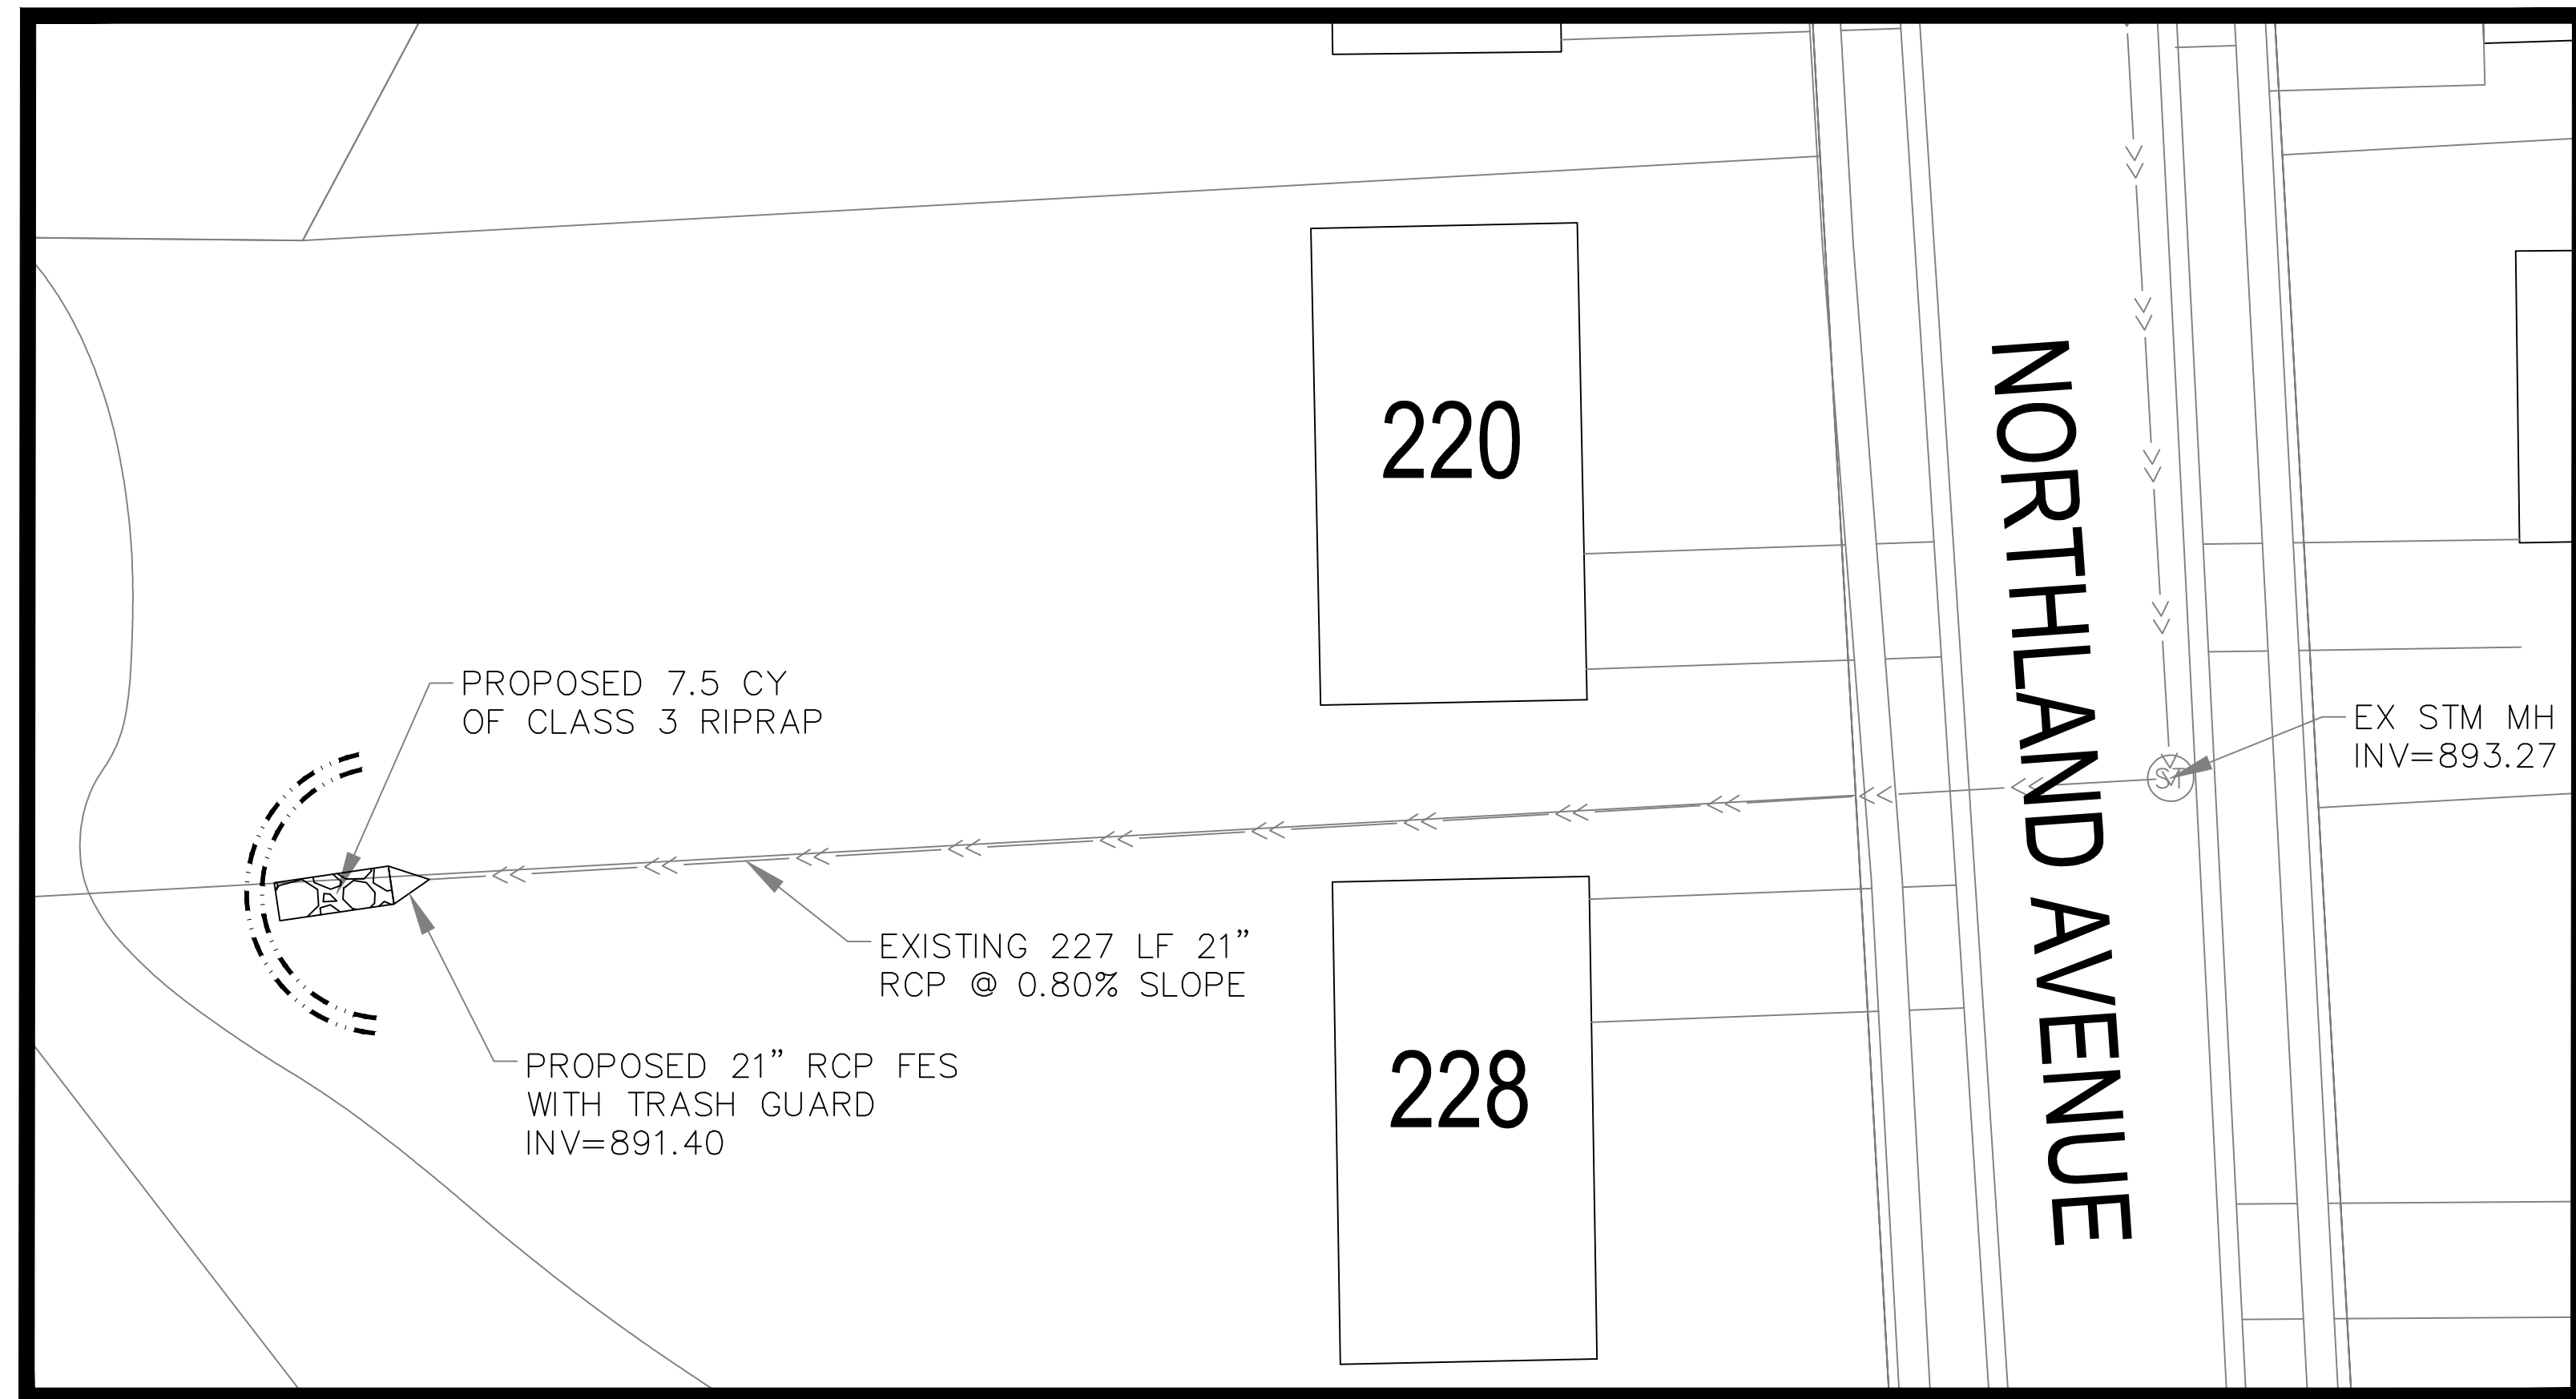 220
NORTHLAND AVENUE
PROPOSED 7.5 CY
OF CLASS 3 RIPRAP
EX STM MH
INV=893.27
ST
EXISTING 227 LF 21”
RCP @ 0.80% SLOPE
PROPOSED 21” RCP FES
WITH TRASH GUARD
INV=891.40
228